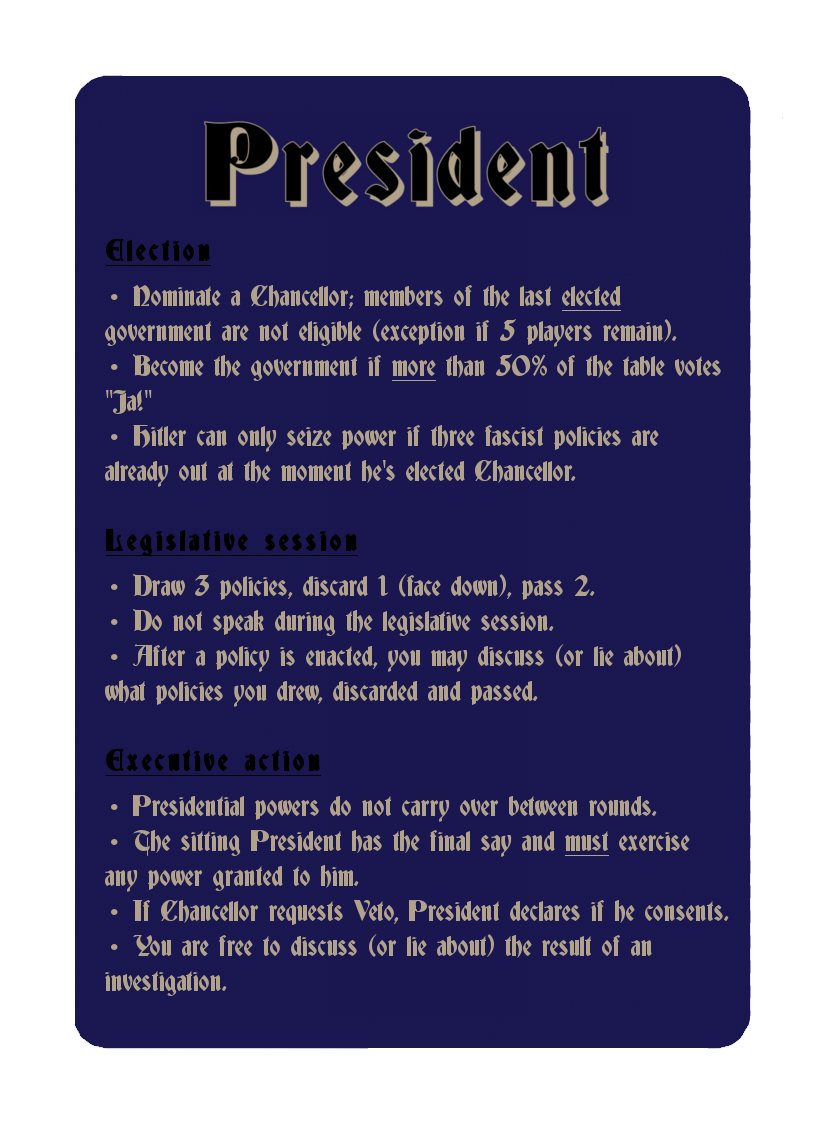 President
Election
• Nominate a Chancellor; members of the last elected
government are not eligible (exception if 5 players remain).
• Become the government if more than 50% of the table votes
"Ja!"
• Hitler can only seize power if three fascist policies are
already out at the moment he's elected Chancellor.
Legislative session
• Draw 3 policies, discard 1 (face down), pass 2.
• Do not speak during the legislative session.
• After a policy is enacted, you may discuss (or lie about)
what policies you drew, discarded and passed.
Executive action
• Presidential powers do not carry over between rounds.
• The sitting President has the final say and must exercise
any power granted to him.
• If Chancellor requests Veto, President declares if he consents.
• You are free to discuss (or lie about) the result of an
investigation.